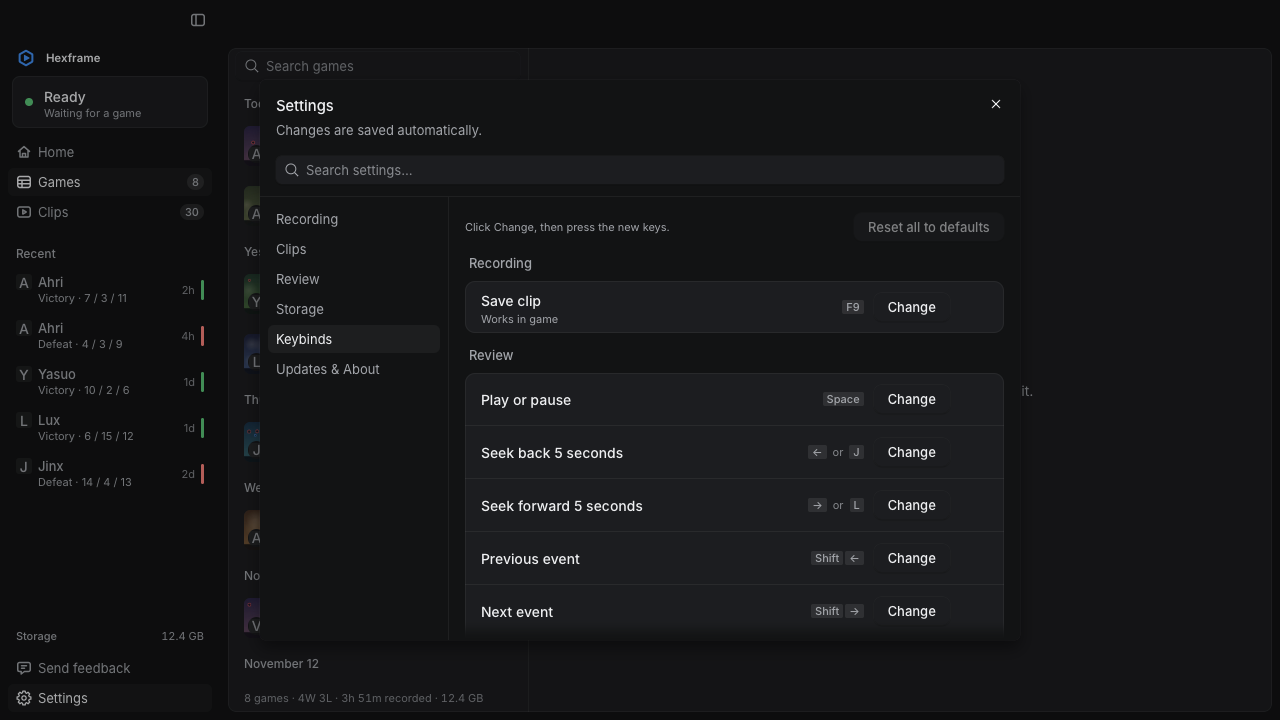 Hexframe
Ready
Waiting for a game
Home
Games 8
Clips 30
Recent
A Ahri 2h
Victory · 7 / 3 / 11
A Ahri 4h
Defeat · 4 / 3 / 9
Y Yasuo 1d
Victory · 10 / 2 / 6
L Lux 1d
Victory · 6 / 15 / 12
J Jinx 2d
Defeat · 14 / 4 / 13
Storage 12.4 GB
Send feedback
Settings
Search games
November 12
8 games · 4W 3L · 3h 51m recorded · 12.4 GB
it.
Settings
Changes are saved automatically.
Search settings...
Recording
Clips
Review
Storage
Keybinds
Updates & About
Click Change, then press the new keys.
Reset all to defaults
Recording
Save clip F9 Change
Works in game
Review
Play or pause Space Change
Seek back 5 seconds ← or J Change
Seek forward 5 seconds → or L Change
Previous event Shift ← Change
Next event Shift → Change